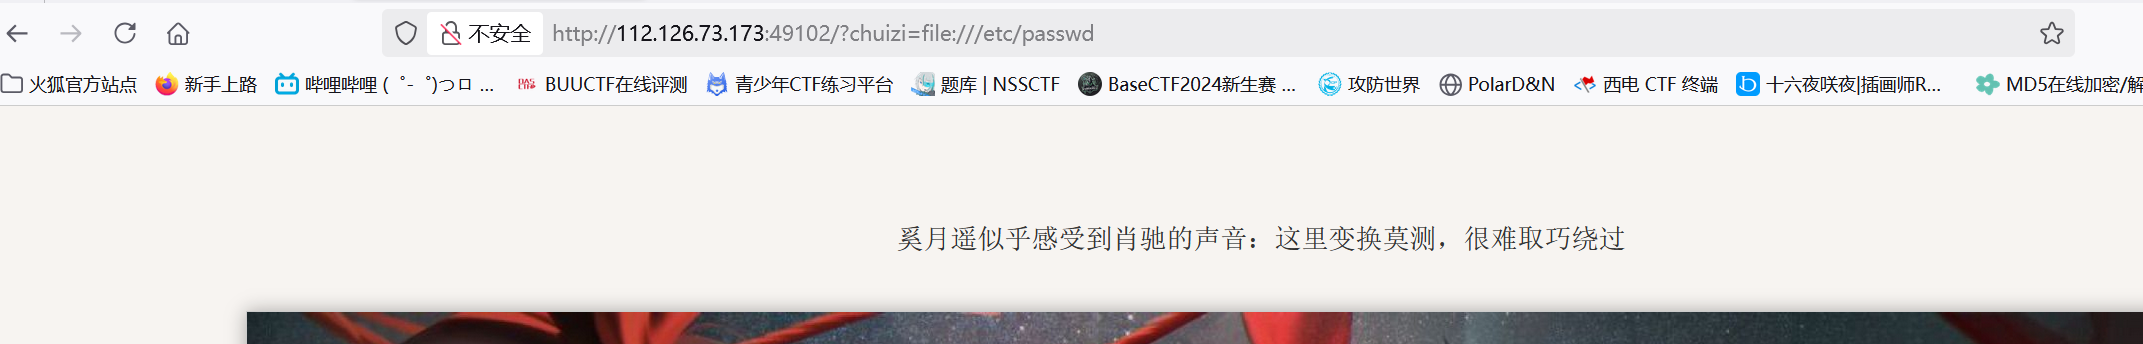 不安全 http://112.126.73.173:49102/?chuizi=file:///etc/passwd
火狐官方站点 新手上路 哔哩哔哩 (゜-゜)つロ ... BUUCTF在线评测 青少年CTF练习平台 题库 | NSSCTF BaseCTF2024新生赛 ... 攻防世界 PolarD&N 西电 CTF 终端 十六夜咲夜|插画师R... MD5在线加密/解
奚月遥似乎感受到肖驰的声音：这里变换莫测，很难取巧绕过